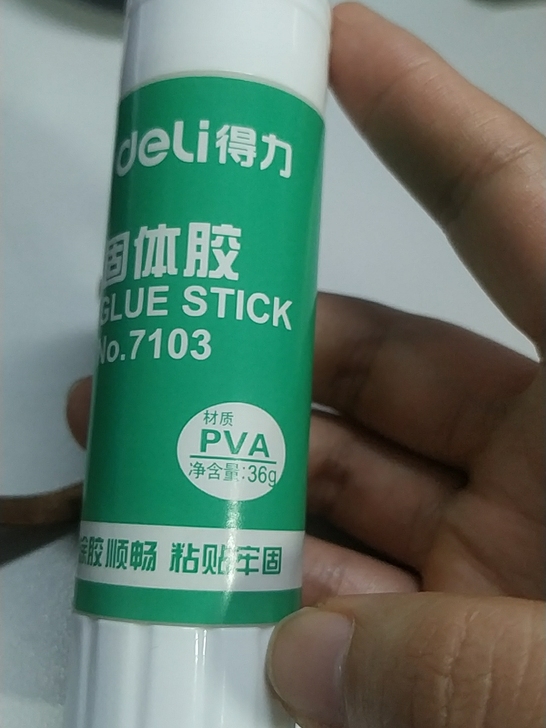 deli得力
固体胶
GLUE STICK
No.7103
材质
PVA
净含量:36g
涂胶顺畅 粘贴牢固